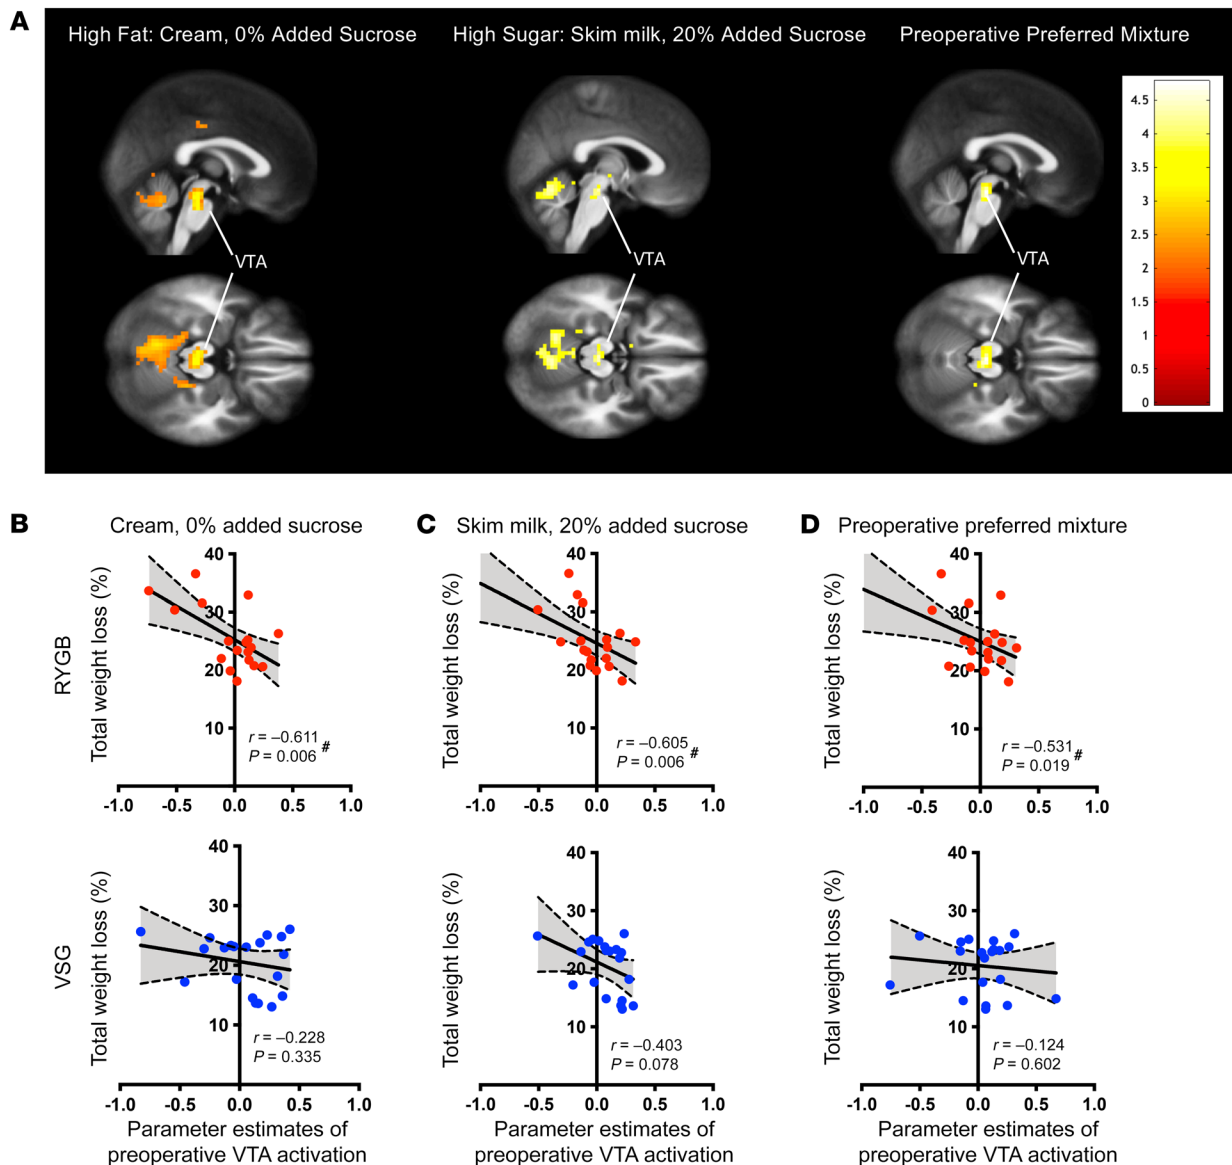 A
High Fat: Cream, 0% Added Sucrose
High Sugar: Skim milk, 20% Added Sucrose
Preoperative Preferred Mixture
VTA
VTA
VTA
4.5
4
3.5
3
2.5
2
1.5
1
0.5
0
B
Cream, 0% added sucrose
C
Skim milk, 20% added sucrose
D
Preoperative preferred mixture
RYGB
Total weight loss (%)
40
30
20
10
r = –0.611
P = 0.006 #
-1.0 -0.5 0.0 0.5 1.0
Total weight loss (%)
40
30
20
10
r = –0.605
P = 0.006 #
-1.0 -0.5 0.0 0.5 1.0
Total weight loss (%)
40
30
20
10
r = –0.531
P = 0.019 #
-1.0 -0.5 0.0 0.5 1.0
VSG
Total weight loss (%)
40
30
20
10
r = –0.228
P = 0.335
-1.0 -0.5 0.0 0.5 1.0
Parameter estimates of
preoperative VTA activation
Total weight loss (%)
40
30
20
10
r = –0.403
P = 0.078
-1.0 -0.5 0.0 0.5 1.0
Parameter estimates of
preoperative VTA activation
Total weight loss (%)
40
30
20
10
r = –0.124
P = 0.602
-1.0 -0.5 0.0 0.5 1.0
Parameter estimates of
preoperative VTA activation